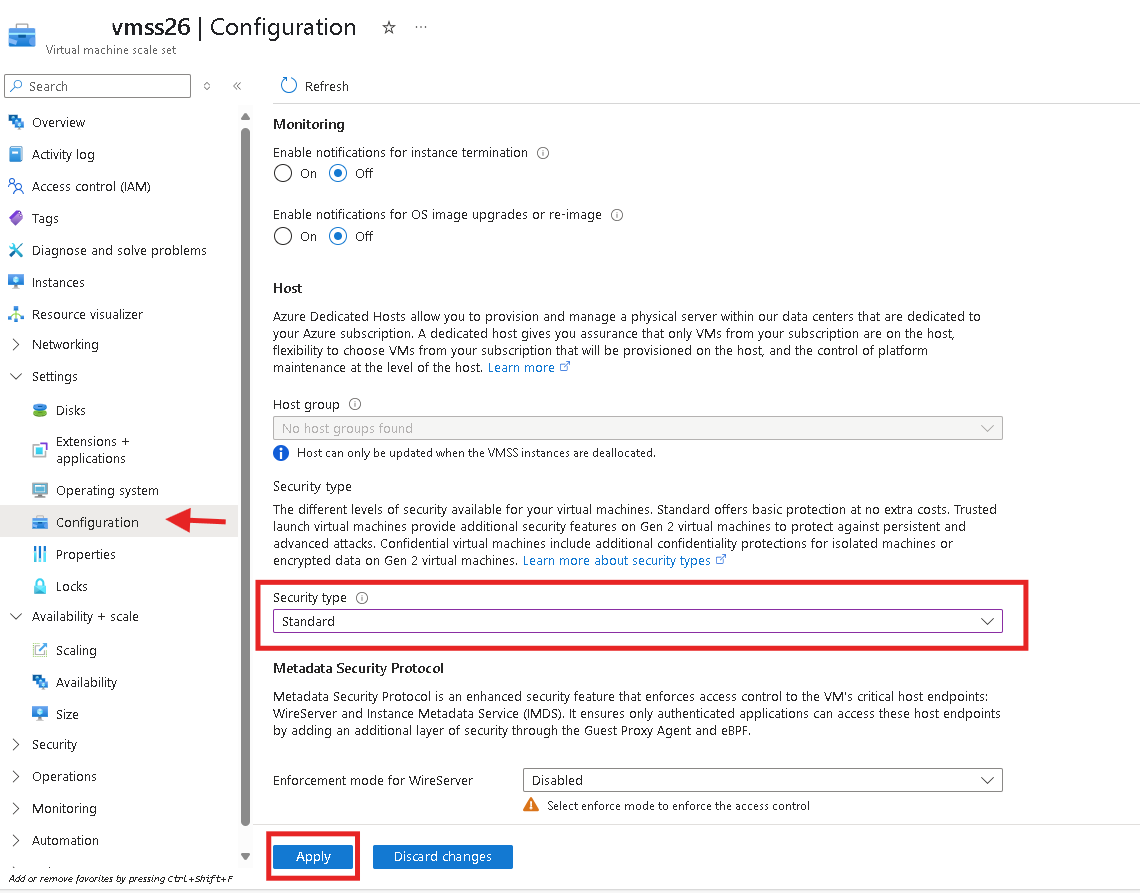 vmss26 | Configuration
Virtual machine scale set
Search
Overview
Activity log
Access control (IAM)
Tags
Diagnose and solve problems
Instances
Resource visualizer
Networking
Settings
Disks
Extensions +
applications
Operating system
Configuration
Properties
Locks
Availability + scale
Scaling
Availability
Size
Security
Operations
Monitoring
Automation
Add or remove favorites by pressing Ctrl+Shift+F
Refresh
Monitoring
Enable notifications for instance termination
On Off
Enable notifications for OS image upgrades or re-image
On Off
Host
Azure Dedicated Hosts allow you to provision and manage a physical server within our data centers that are dedicated to
your Azure subscription. A dedicated host gives you assurance that only VMs from your subscription are on the host,
flexibility to choose VMs from your subscription that will be provisioned on the host, and the control of platform
maintenance at the level of the host. Learn more
Host group
No host groups found
Host can only be updated when the VMSS instances are deallocated.
Security type
The different levels of security available for your virtual machines. Standard offers basic protection at no extra costs. Trusted
launch virtual machines provide additional security features on Gen 2 virtual machines to protect against persistent and
advanced attacks. Confidential virtual machines include additional confidentiality protections for isolated machines or
encrypted data on Gen 2 virtual machines. Learn more about security types
Security type
Standard
Metadata Security Protocol
Metadata Security Protocol is an enhanced security feature that enforces access control to the VM's critical host endpoints:
WireServer and Instance Metadata Service (IMDS). It ensures only authenticated applications can access these host endpoints
by adding an additional layer of security through the Guest Proxy Agent and eBPF.
Enforcement mode for WireServer
Disabled
Select enforce mode to enforce the access control
Apply
Discard changes